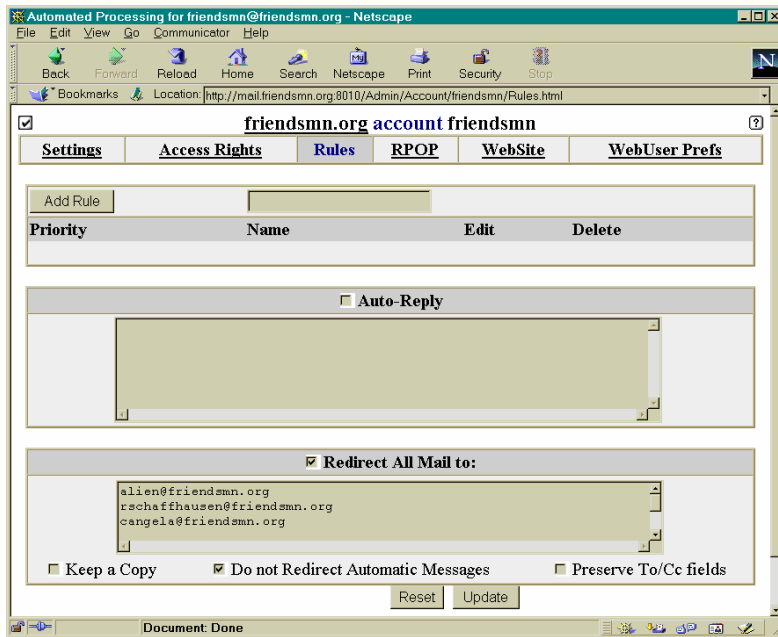 Automated Processing for friendsmn@friendsmn.org - Netscape
File Edit View Go Communicator Help
Back Forward Reload Home Search Netscape Print Security Stop
My
N
Bookmarks Location: http://mail.friendsmn.org:8010/Admin/Account/friendsmn/Rules.html
friendsmn.org account friendsmn ?
Settings Access Rights Rules RPOP WebSite WebUser Prefs
Add Rule
Priority Name Edit Delete
Auto-Reply
Redirect All Mail to:
alien@friendsmn.org
rschaffhausen@friendsmn.org
cangela@friendsmn.org
Keep a Copy Do not Redirect Automatic Messages Preserve To/Cc fields
Reset Update
Document: Done